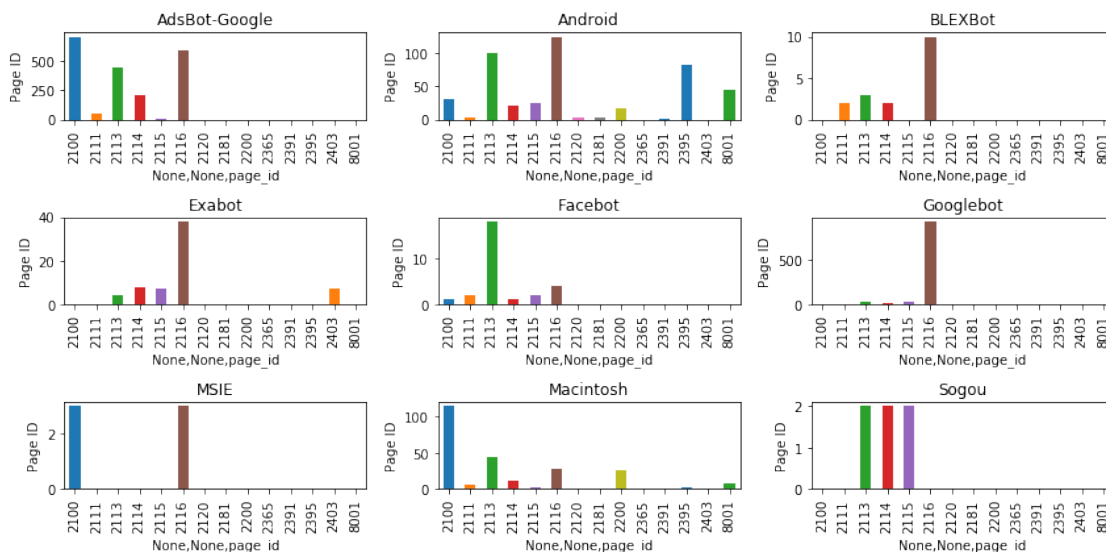 AdsBot-Google
Page ID
500
250
0
2100 2111 2113 2114 2115 2116 2120 2181 2200 2365 2391 2395 2403 8001
None,None,page_id
Android
Page ID
100
50
0
2100 2111 2113 2114 2115 2116 2120 2181 2200 2365 2391 2395 2403 8001
None,None,page_id
BLEXBot
Page ID
10
5
0
2100 2111 2113 2114 2115 2116 2120 2181 2200 2365 2391 2395 2403 8001
None,None,page_id
Exabot
Page ID
40
20
0
2100 2111 2113 2114 2115 2116 2120 2181 2200 2365 2391 2395 2403 8001
None,None,page_id
Facebot
Page ID
10
0
2100 2111 2113 2114 2115 2116 2120 2181 2200 2365 2391 2395 2403 8001
None,None,page_id
Googlebot
Page ID
500
0
2100 2111 2113 2114 2115 2116 2120 2181 2200 2365 2391 2395 2403 8001
None,None,page_id
MSIE
Page ID
2
0
2100 2111 2113 2114 2115 2116 2120 2181 2200 2365 2391 2395 2403 8001
None,None,page_id
Macintosh
Page ID
100
50
0
2100 2111 2113 2114 2115 2116 2120 2181 2200 2365 2391 2395 2403 8001
None,None,page_id
Sogou
Page ID
2
1
0
2100 2111 2113 2114 2115 2116 2120 2181 2200 2365 2391 2395 2403 8001
None,None,page_id